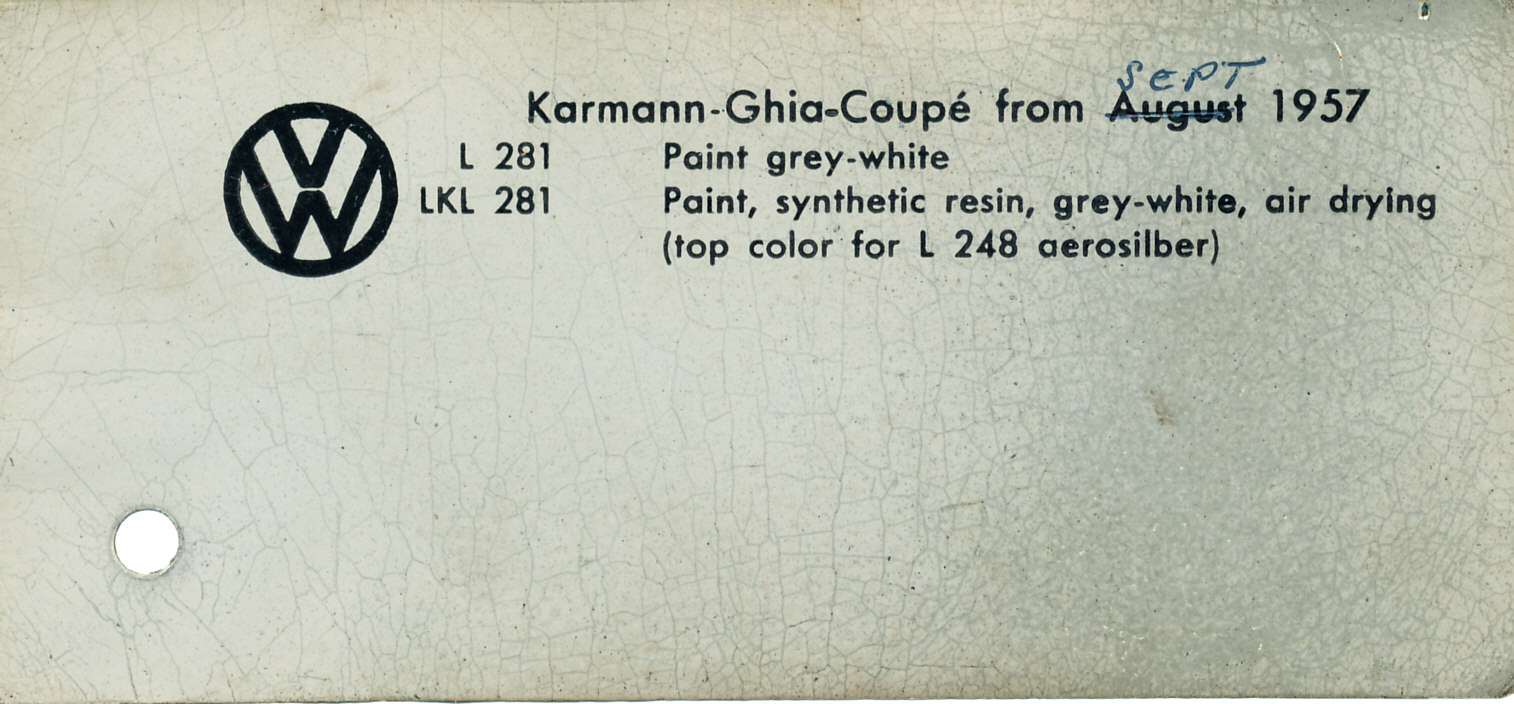 SEPT
Karmann-Ghia-Coupé from August 1957
L 281 Paint grey-white
LKL 281 Paint, synthetic resin, grey-white, air drying
(top color for L 248 aerosilber)